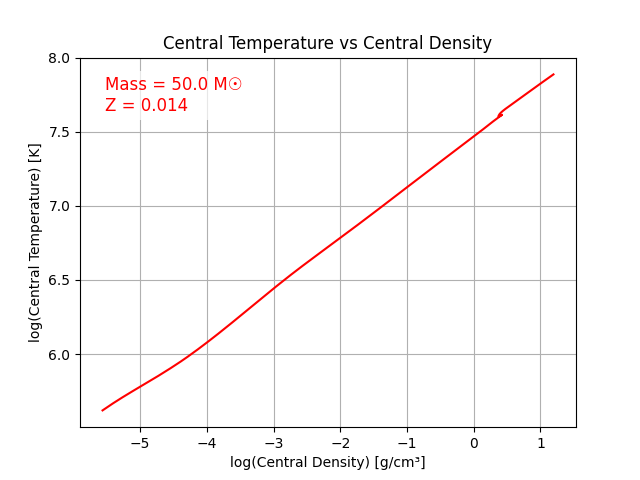 Central Temperature vs Central Density
Mass = 50.0 M☉
Z = 0.014
log(Central Temperature) [K]
8.0
7.5
7.0
6.5
6.0
−5
−4
−3
−2
−1
0
1
log(Central Density) [g/cm³]